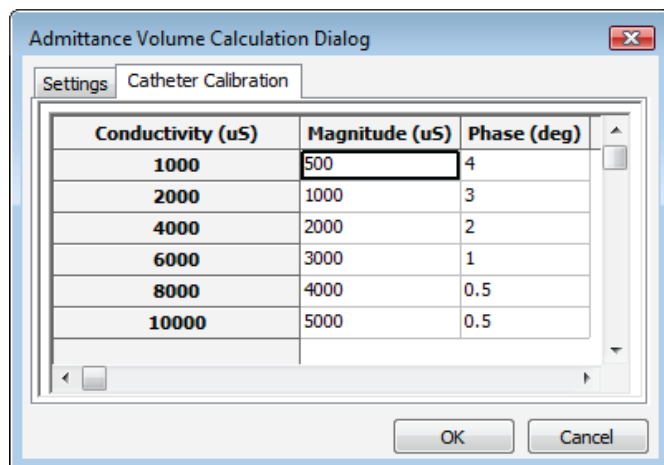 Admittance Volume Calculation Dialog
Settings Catheter Calibration
Conductivity (uS) Magnitude (uS) Phase (deg)
1000 500 4
2000 1000 3
4000 2000 2
6000 3000 1
8000 4000 0.5
10000 5000 0.5
OK Cancel